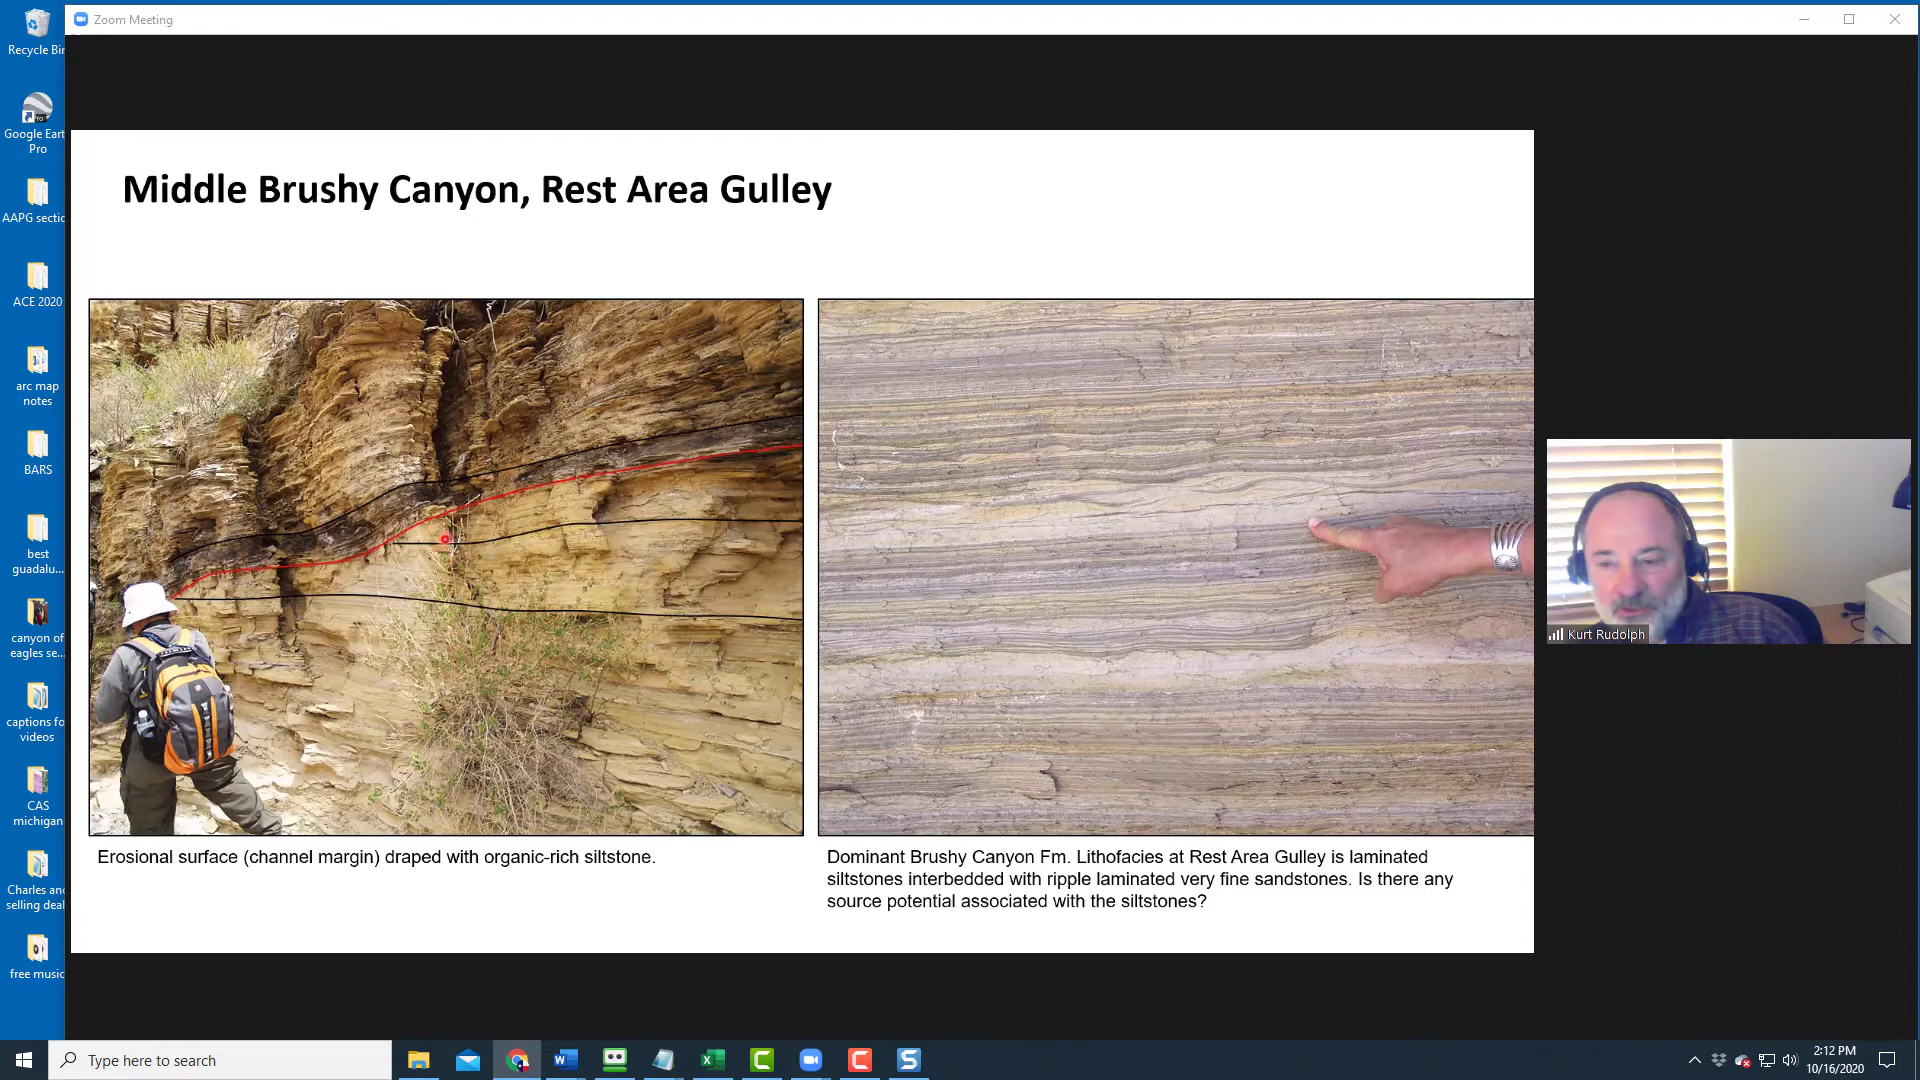 Zoom Meeting
Recycle Bin
Google Eart
Pro
AAPG sectio
ACE 2020
arc map
notes
BARS
best
guadalu...
canyon of
eagles se...
captions fo
videos
CAS
michigan
Charles and
selling deal
free music
Middle Brushy Canyon, Rest Area Gulley
Erosional surface (channel margin) draped with organic-rich siltstone.
Dominant Brushy Canyon Fm. Lithofacies at Rest Area Gulley is laminated
siltstones interbedded with ripple laminated very fine sandstones. Is there any
source potential associated with the siltstones?
Kurt Rudolph
Type here to search
2:12 PM
10/16/2020